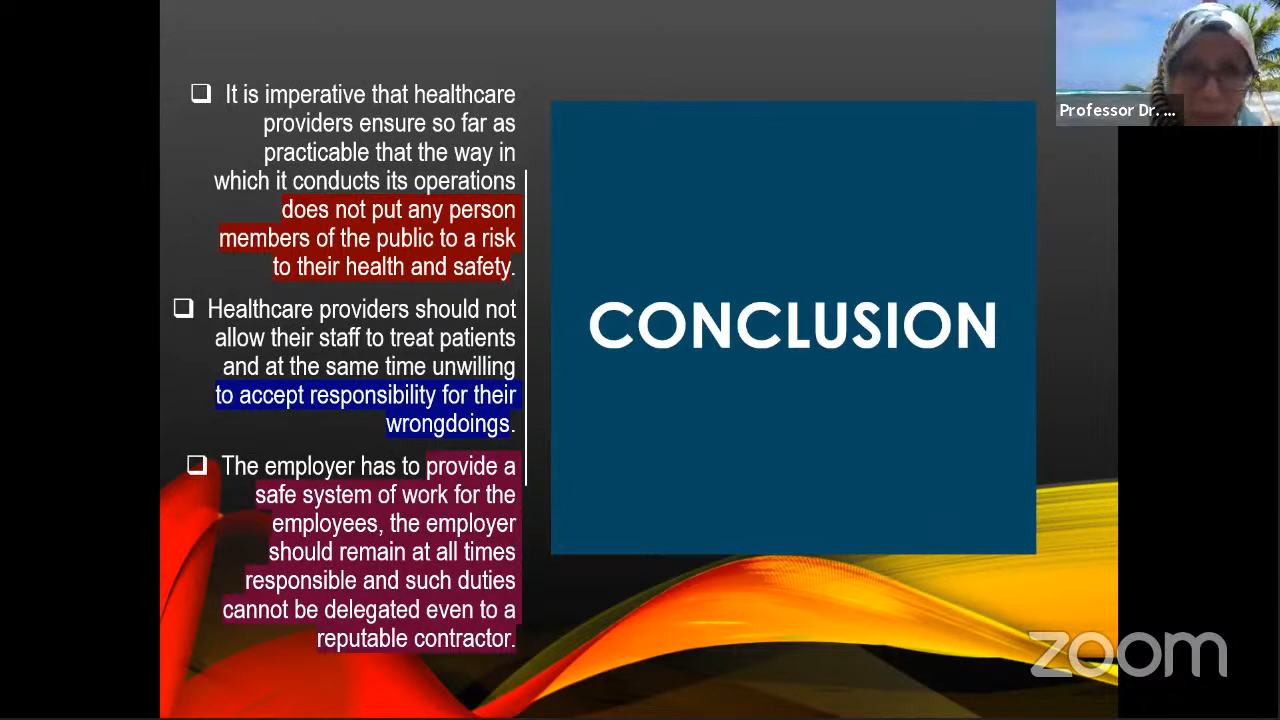 It is imperative that healthcare
providers ensure so far as
practicable that the way in
which it conducts its operations
does not put any person
members of the public to a risk
to their health and safety.
Healthcare providers should not
allow their staff to treat patients
and at the same time unwilling
to accept responsibility for their
wrongdoings.
The employer has to provide a
safe system of work for the
employees, the employer
should remain at all times
responsible and such duties
cannot be delegated even to a
reputable contractor.
CONCLUSION
Professor Dr. ...
zoom